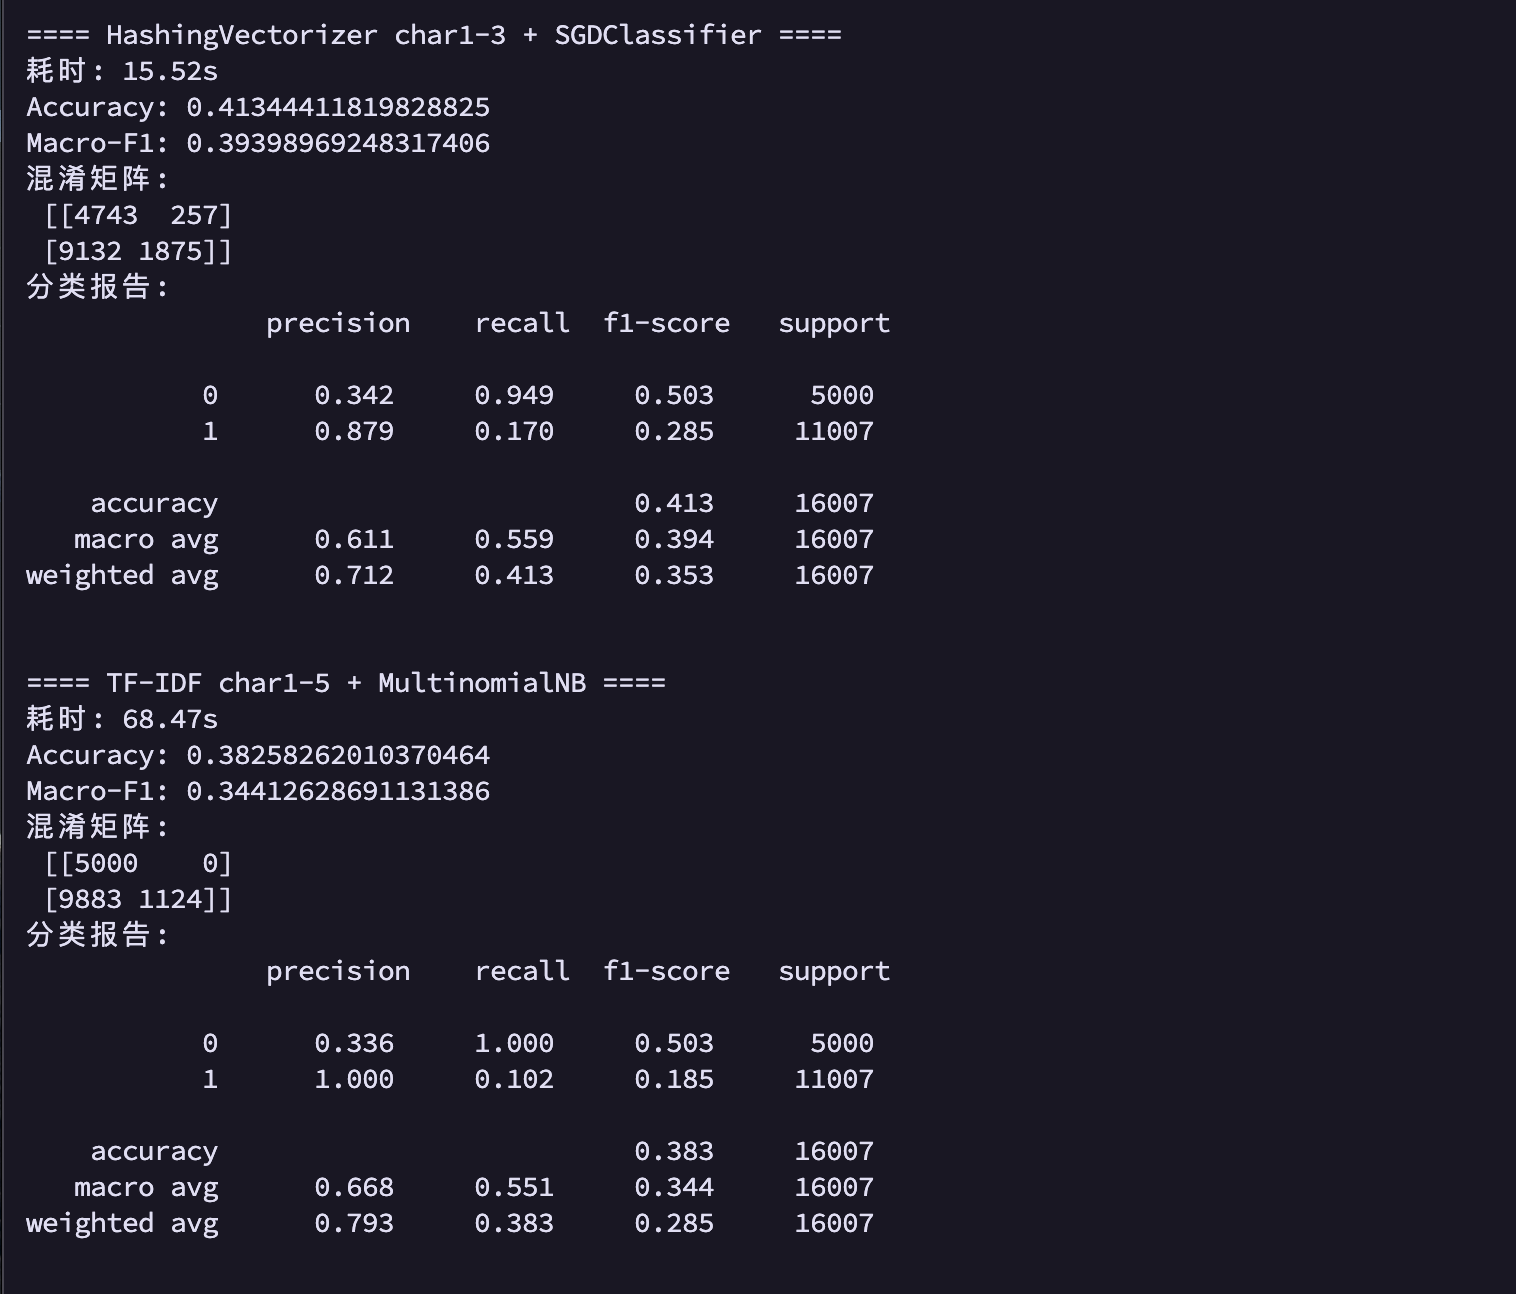 ==== HashingVectorizer char1-3 + SGDClassifier ====
耗时: 15.52s
Accuracy: 0.41344411819828825
Macro-F1: 0.39398969248317406
混淆矩阵:
 [[4743  257]
 [9132 1875]]
分类报告:
               precision    recall  f1-score   support

           0      0.342     0.949     0.503      5000
           1      0.879     0.170     0.285     11007

    accuracy                          0.413     16007
   macro avg      0.611     0.559     0.394     16007
weighted avg      0.712     0.413     0.353     16007

==== TF-IDF char1-5 + MultinomialNB ====
耗时: 68.47s
Accuracy: 0.38258262010370464
Macro-F1: 0.34412628691131386
混淆矩阵:
 [[5000    0]
 [9883 1124]]
分类报告:
               precision    recall  f1-score   support

           0      0.336     1.000     0.503      5000
           1      1.000     0.102     0.185     11007

    accuracy                          0.383     16007
   macro avg      0.668     0.551     0.344     16007
weighted avg      0.793     0.383     0.285     16007